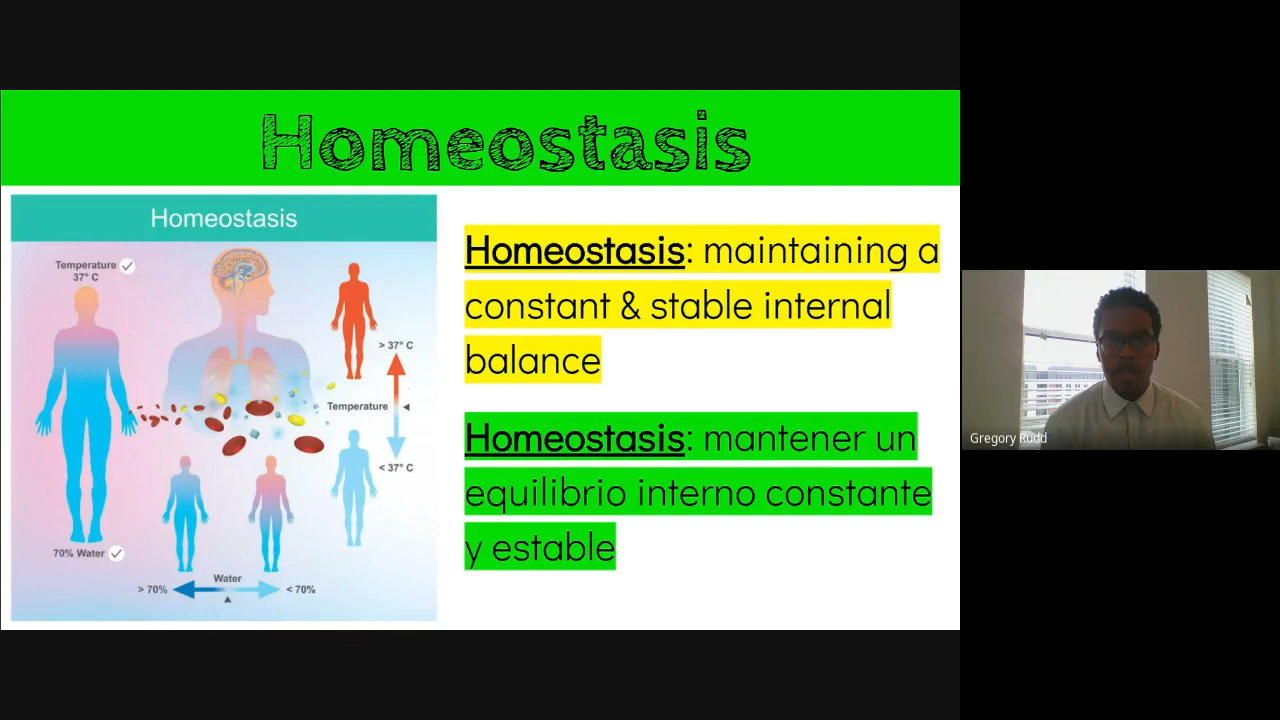 Homeostasis
Homeostasis
Temperature
37° C
> 37° C
Temperature
< 37° C
70% Water
Water
> 70%
< 70%
Homeostasis: maintaining a
constant & stable internal
balance
Homeostasis: mantener un
equilibrio interno constante
y estable
Gregory Rudd